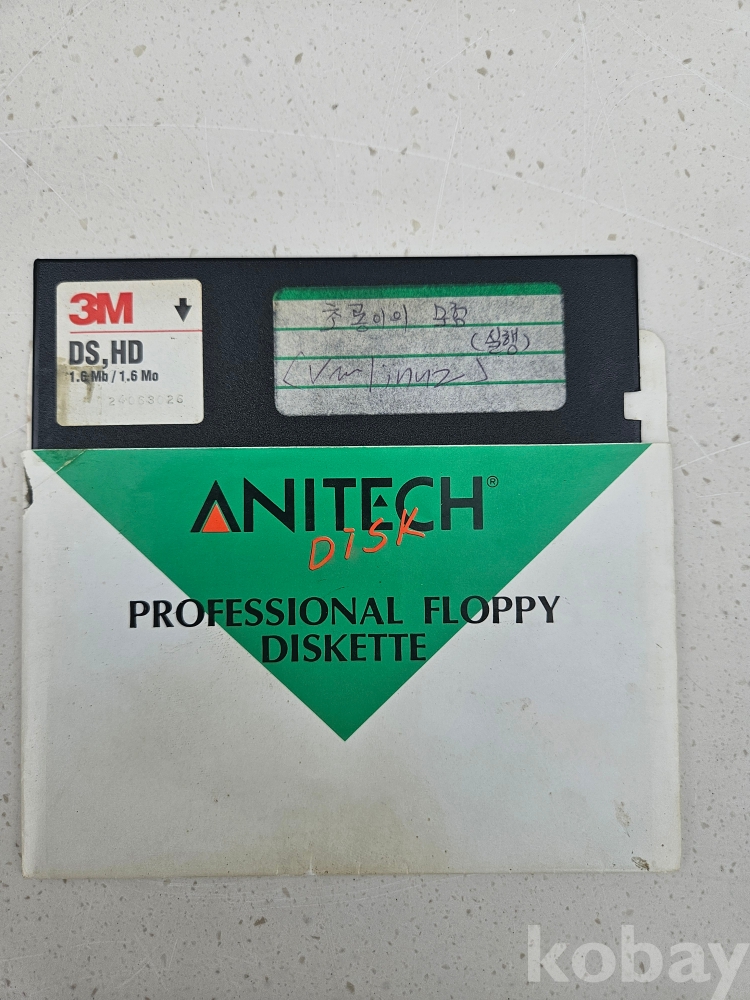 3M
DS,HD
1.6 Mb / 1.6 Mo
초롱이의 모험
(실행)
ANITECH®
DISK
PROFESSIONAL FLOPPY
DISKETTE
kobay